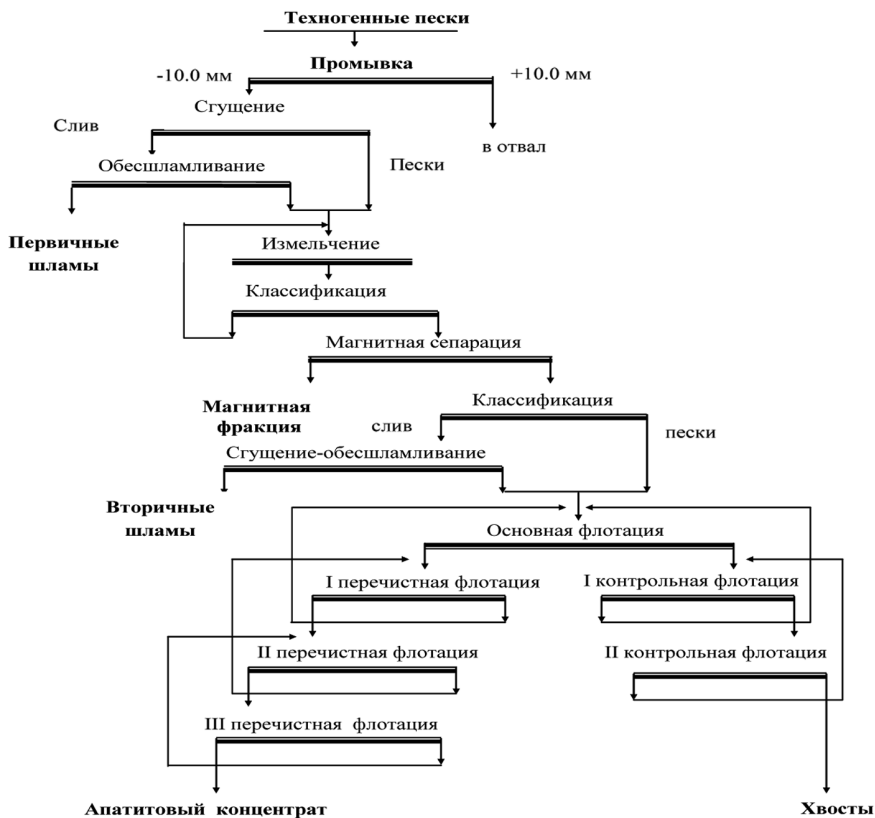 Техногенные пески
Промывка
-10.0 мм
+10.0 мм
Сгущение
Слив
в отвал
Обесшламливание
Пески
Первичные
шламы
Измельчение
Классификация
Магнитная сепарация
Магнитная
фракция
Классификация
слив
пески
Сгущение-обесшламливание
Вторичные
шламы
Основная флотация
I перечистная флотация
I контрольная флотация
II перечистная флотация
II контрольная флотация
III перечистная флотация
Апатитовый концентрат
Хвосты